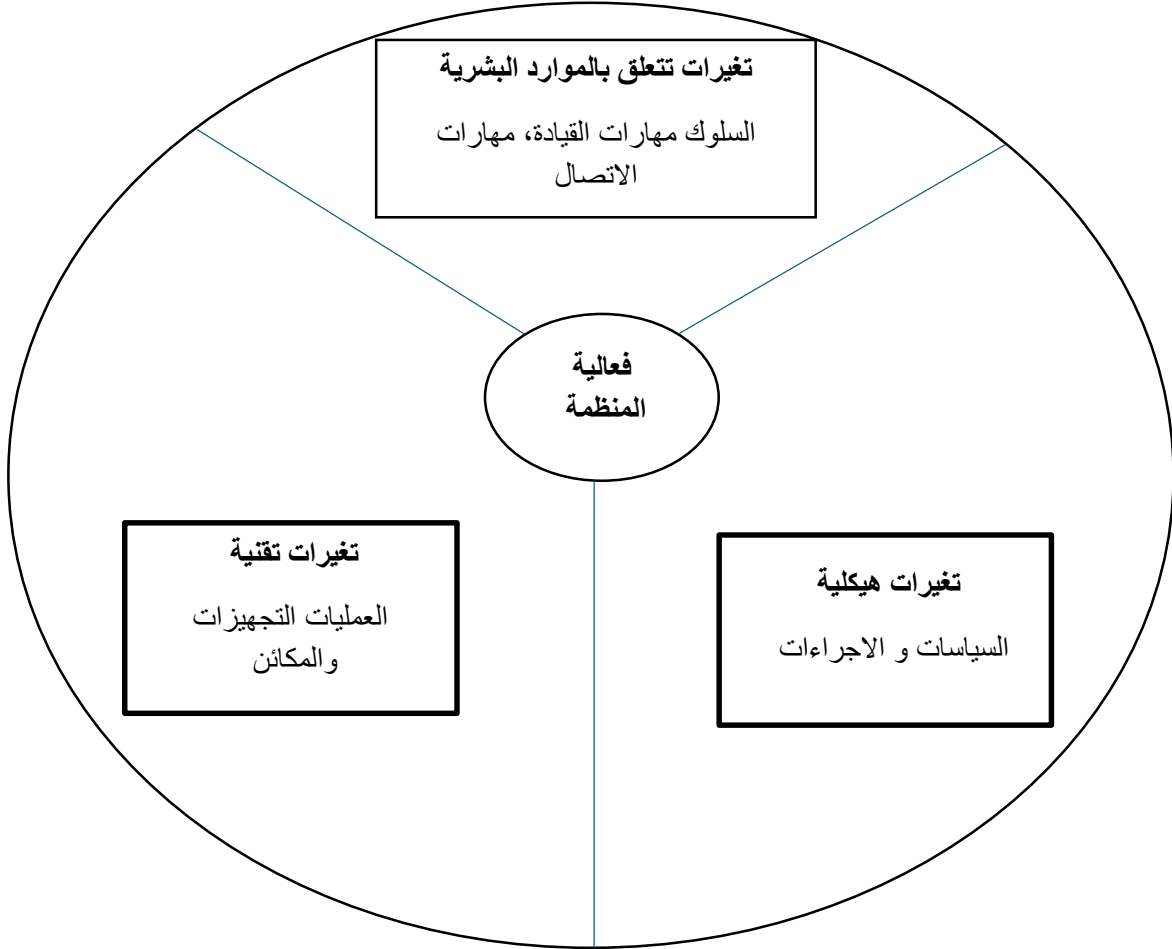 تغيرات تتعلق بالموارد البشرية
السلوك مهارات القيادة، مهارات
الاتصال
فعالية
المنظمة
تغيرات هيكلية
السياسات و الاجراءات
تغيرات تقنية
العمليات التجهيزات
والمكائن